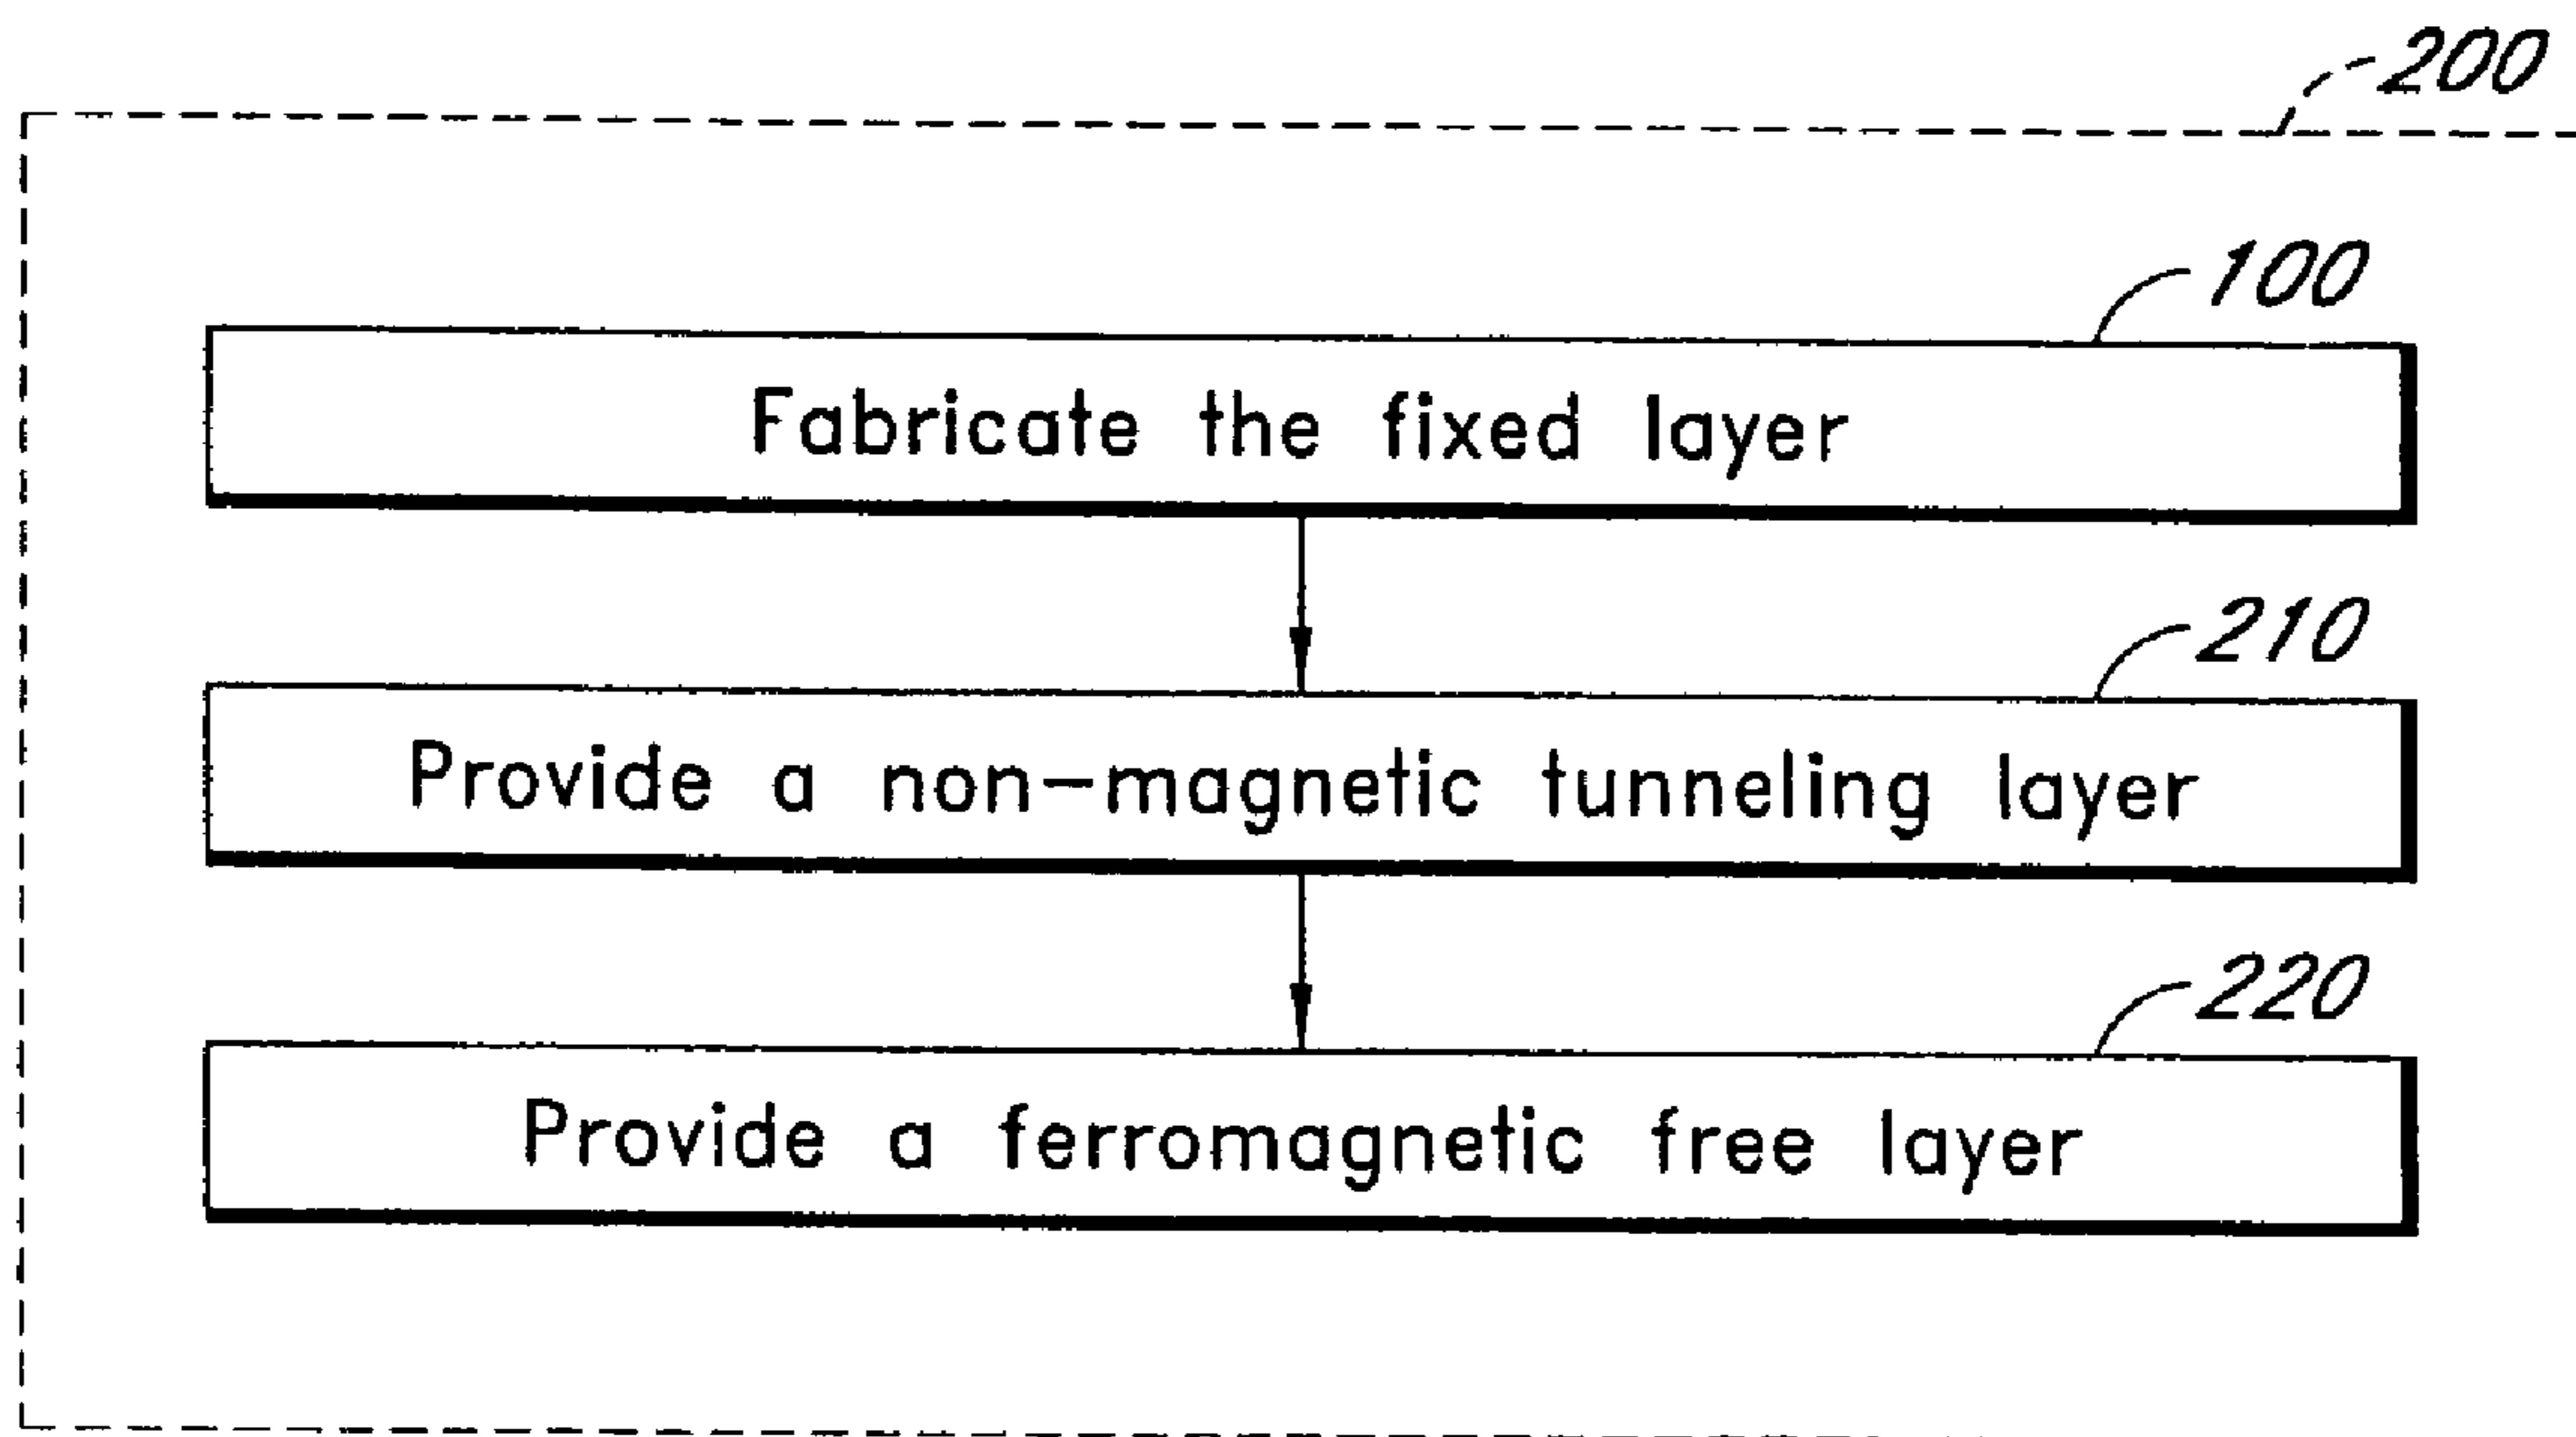 200
100
Fabricate the fixed layer
210
Provide a non-magnetic tunneling layer
220
Provide a ferromagnetic free layer